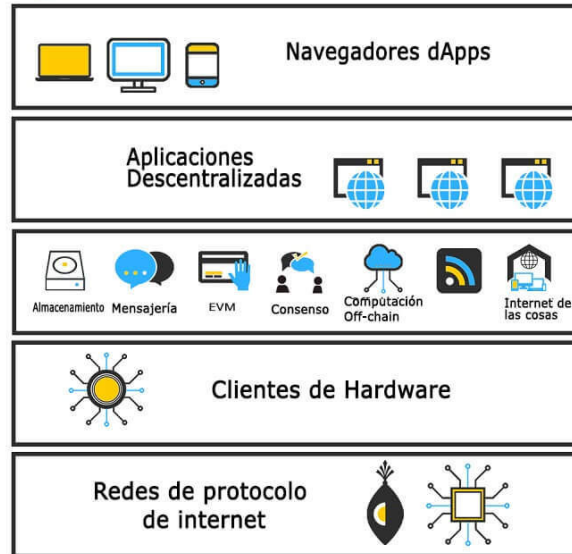 Navegadores dApps
Aplicaciones
Descentralizadas
Almacenamiento
Mensajería
EVM
Consenso
Computación
Off-chain
Internet de
las cosas
Clientes de Hardware
Redes de protocolo
de internet